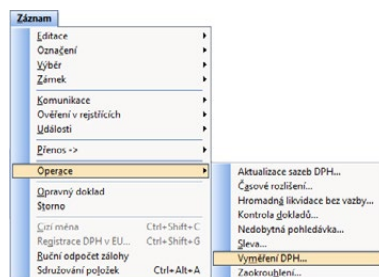 Záznam
Editace
Označení
Výběr
Zámek
Komunikace
Ověření v rejstřících
Události
Přenos ->
Operace
Opravný doklad
Storno
Cizí měna Ctrl+Shift+C
Registrace DPH v EU... Ctrl+Shift+G
Ruční odpočet zálohy
Sdružování položek Ctrl+Alt+A
Aktualizace sazeb DPH...
Časové rozlišení...
Hromadná likvidace bez vazby...
Kontrola dokladů...
Nedobytná pohledávka...
Sleva...
Vyměření DPH...
Zaokrouhlení...